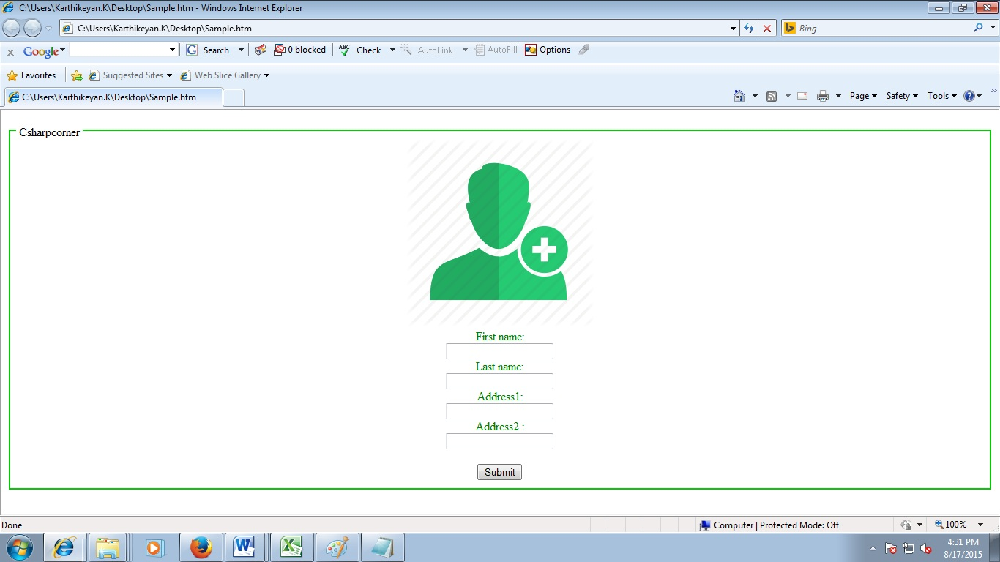 C:\Users\Karthikeyan.K\Desktop\Sample.htm - Windows Internet Explorer
C:\Users\Karthikeyan.K\Desktop\Sample.htm
Bing
x Google Search 0 blocked ABC Check AutoLink AutoFill Options
Favorites Suggested Sites Web Slice Gallery
C:\Users\Karthikeyan.K\Desktop\Sample.htm
Page Safety Tools »
Csharpcorner
First name:
Last name:
Address1:
Address2 :
Submit
Done
Computer | Protected Mode: Off
100%
4:31 PM
8/17/2015